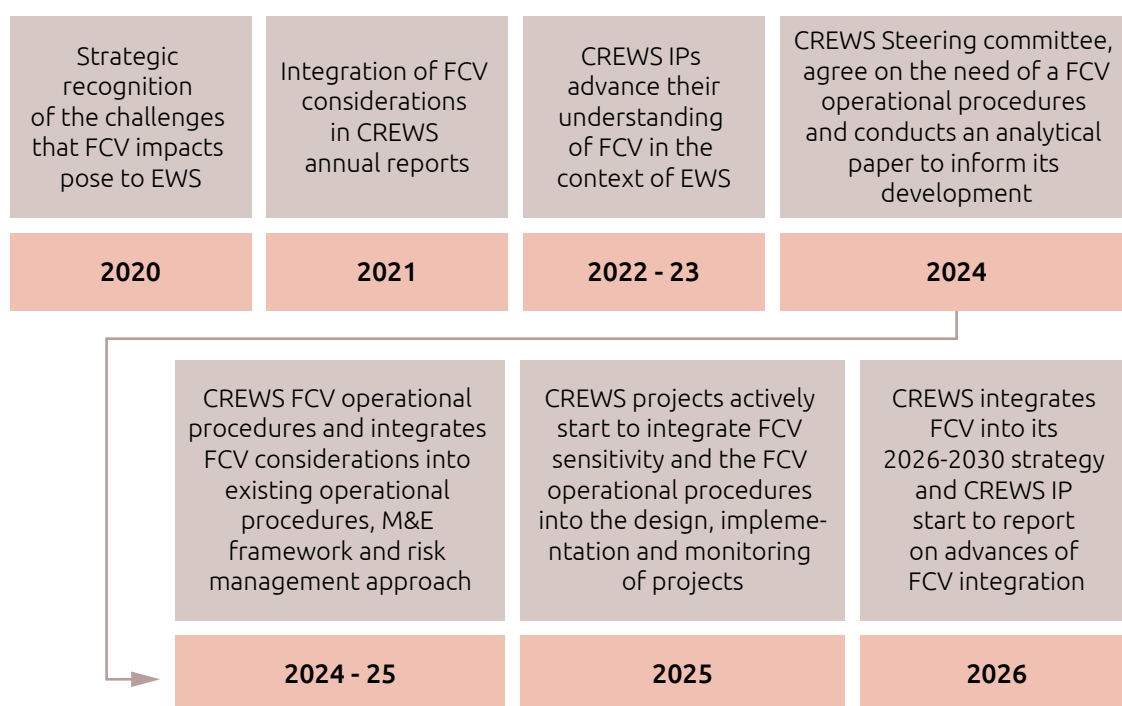 Strategic
recognition
of the challenges
that FCV impacts
pose to EWS
2020
Integration of FCV
considerations
in CREWS
annual reports
2021
CREWS IPs
advance their
understanding
of FCV in the
context of EWS
2022 - 23
CREWS Steering committee,
agree on the need of a FCV
operational procedures
and conducts an analytical
paper to inform its
development
2024
CREWS FCV operational
procedures and integrates
FCV considerations into
existing operational
procedures, M&E
framework and risk
management approach
2024 - 25
CREWS projects actively
start to integrate FCV
sensitivity and the FCV
operational procedures
into the design, impleme-
ntation and monitoring
of projects
2025
CREWS integrates
FCV into its
2026-2030 strategy
and CREWS IP
start to report
on advances of
FCV integration
2026